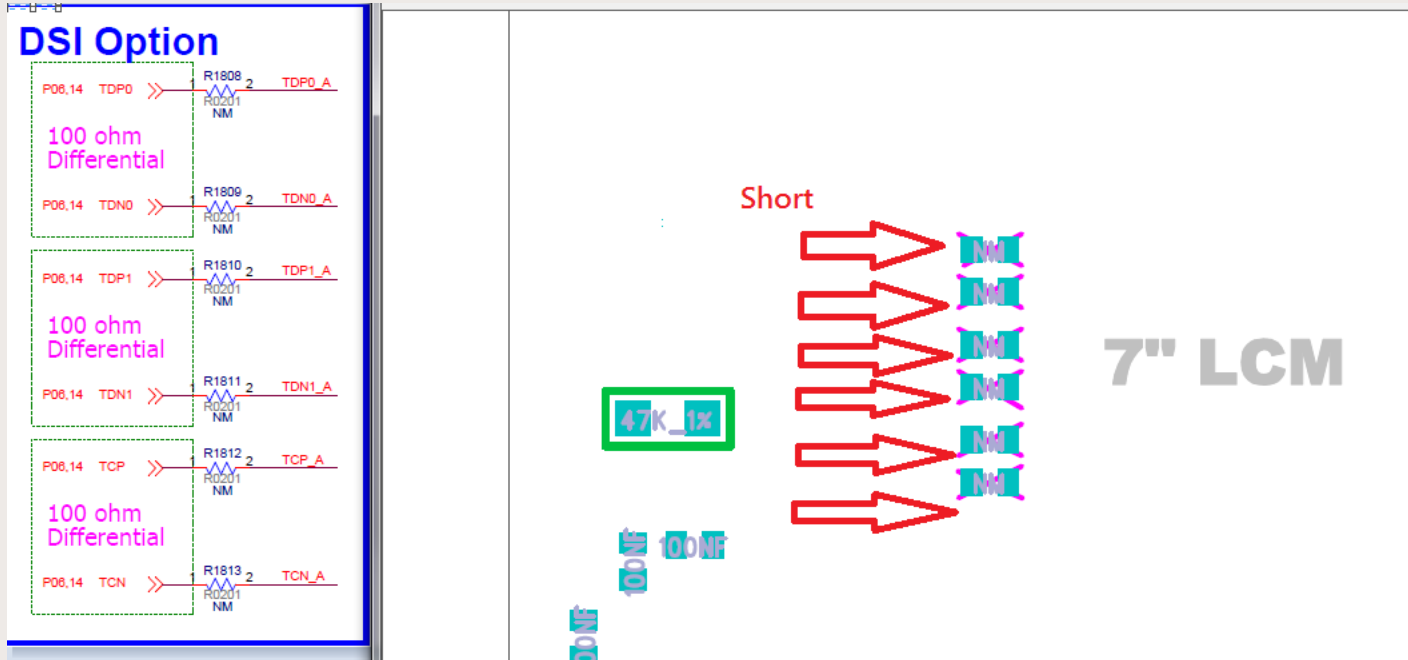 DSI Option
P06,14 TDP0 1 R1808 2 TDP0_A
R0201
NM
100 ohm
Differential
P06,14 TDN0 1 R1809 2 TDN0_A
R0201
NM
P06,14 TDP1 1 R1810 2 TDP1_A
R0201
NM
100 ohm
Differential
P06,14 TDN1 1 R1811 2 TDN1_A
R0201
NM
P06,14 TCP 1 R1812 2 TCP_A
R0201
NM
100 ohm
Differential
P06,14 TCN 1 R1813 2 TCN_A
R0201
NM
Short
NM
NM
NM
NM
NM
NM
7" LCM
47K_1%
100NF
100NF